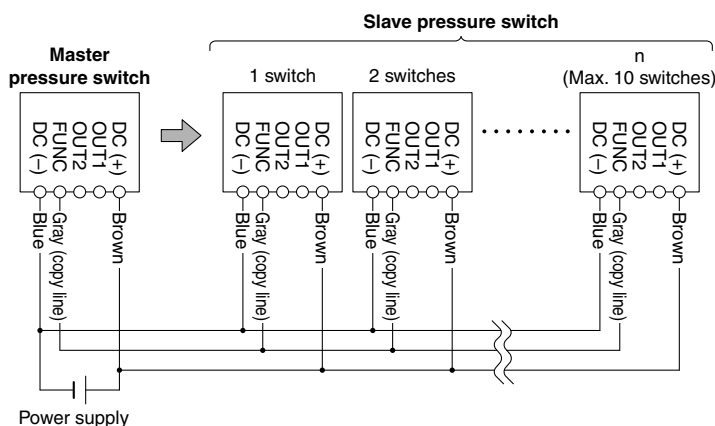 Slave pressure switch
Master
pressure switch
1 switch
2 switches
n
(Max. 10 switches)
DC (−)
FUNC
OUT2
OUT1
DC (+)
DC (−)
FUNC
OUT2
OUT1
DC (+)
DC (−)
FUNC
OUT2
OUT1
DC (+)
DC (−)
FUNC
OUT2
OUT1
DC (+)
Blue
Gray (copy line)
Brown
Blue
Gray (copy line)
Brown
Blue
Gray (copy line)
Brown
Blue
Gray (copy line)
Brown
Power supply